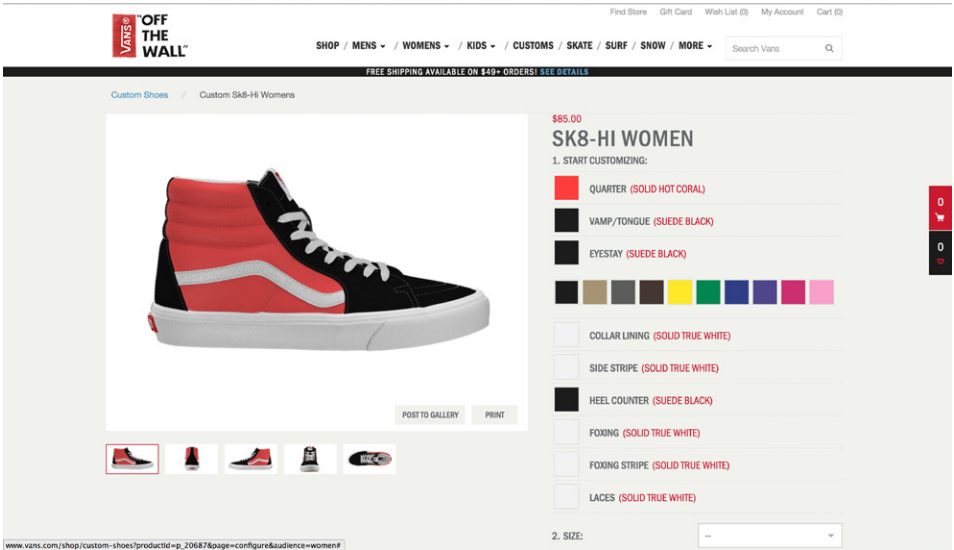 Find Store Gift Card Wish List (0) My Account Cart (0)
VANS®
"OFF
THE
WALL"
SHOP / MENS / WOMENS / KIDS / CUSTOMS / SKATE / SURF / SNOW / MORE
Search Vans
FREE SHIPPING AVAILABLE ON $49+ ORDERS! SEE DETAILS
Custom Shoes / Custom Sk8-Hi Womens
$85.00
SK8-HI WOMEN
1. START CUSTOMIZING:
QUARTER (SOLID HOT CORAL)
VAMP/TONGUE (SUEDE BLACK)
EYESTAY (SUEDE BLACK)
COLLAR LINING (SOLID TRUE WHITE)
SIDE STRIPE (SOLID TRUE WHITE)
HEEL COUNTER (SUEDE BLACK)
FOXING (SOLID TRUE WHITE)
FOXING STRIPE (SOLID TRUE WHITE)
LACES (SOLID TRUE WHITE)
2. SIZE: --
POST TO GALLERY PRINT
0
0
www.vans.com/shop/custom-shoes?productId=p_20687&page=configure&audience=women#